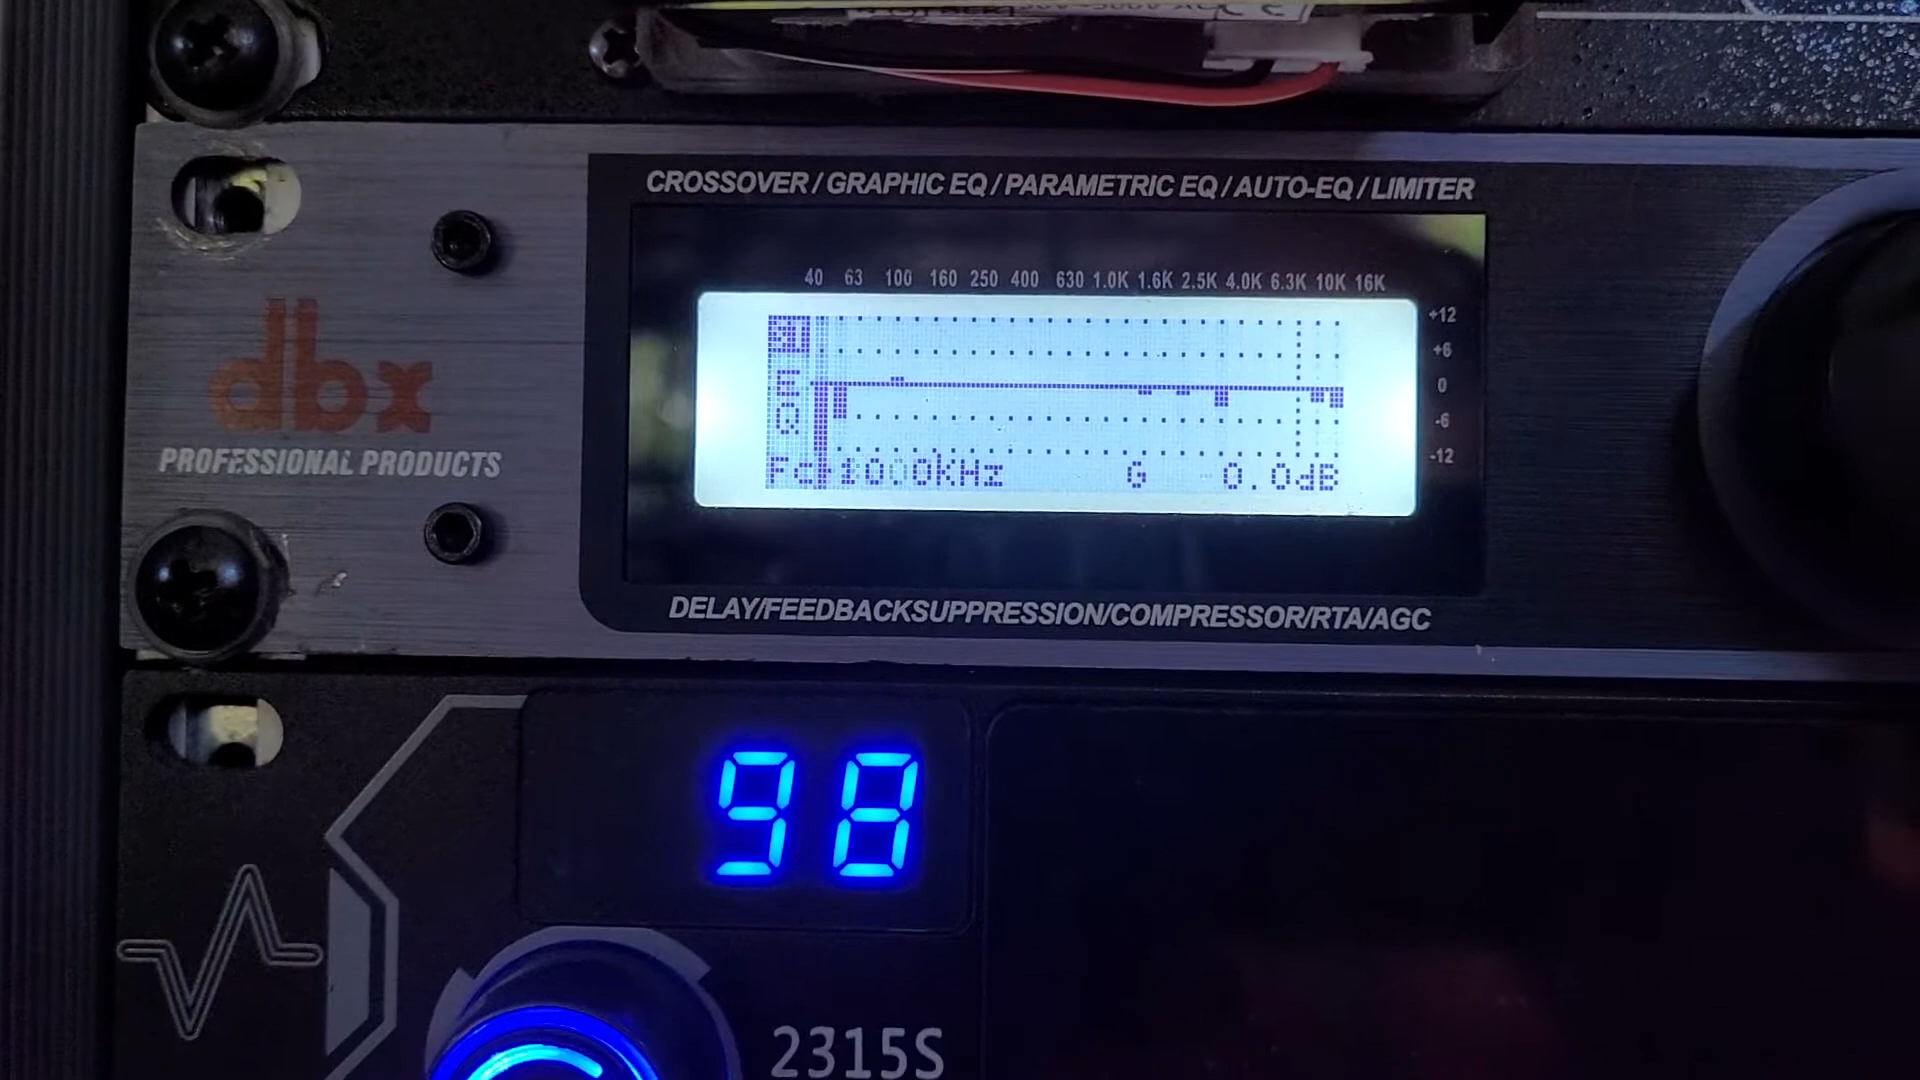 CROSSOVER / GRAPHIC EQ / PARAMETRIC EQ / AUTO-EQ / LIMITER
40 63 100 160 250 400 630 1.0K 1.6K 2.5K 4.0K 6.3K 10K 16K
+12
+6
0
-6
-12
EQ
KHz G 0.0dB
dbx
PROFESSIONAL PRODUCTS
DELAY/FEEDBACKSUPPRESSION/COMPRESSOR/RTA/AGC
98
2315S